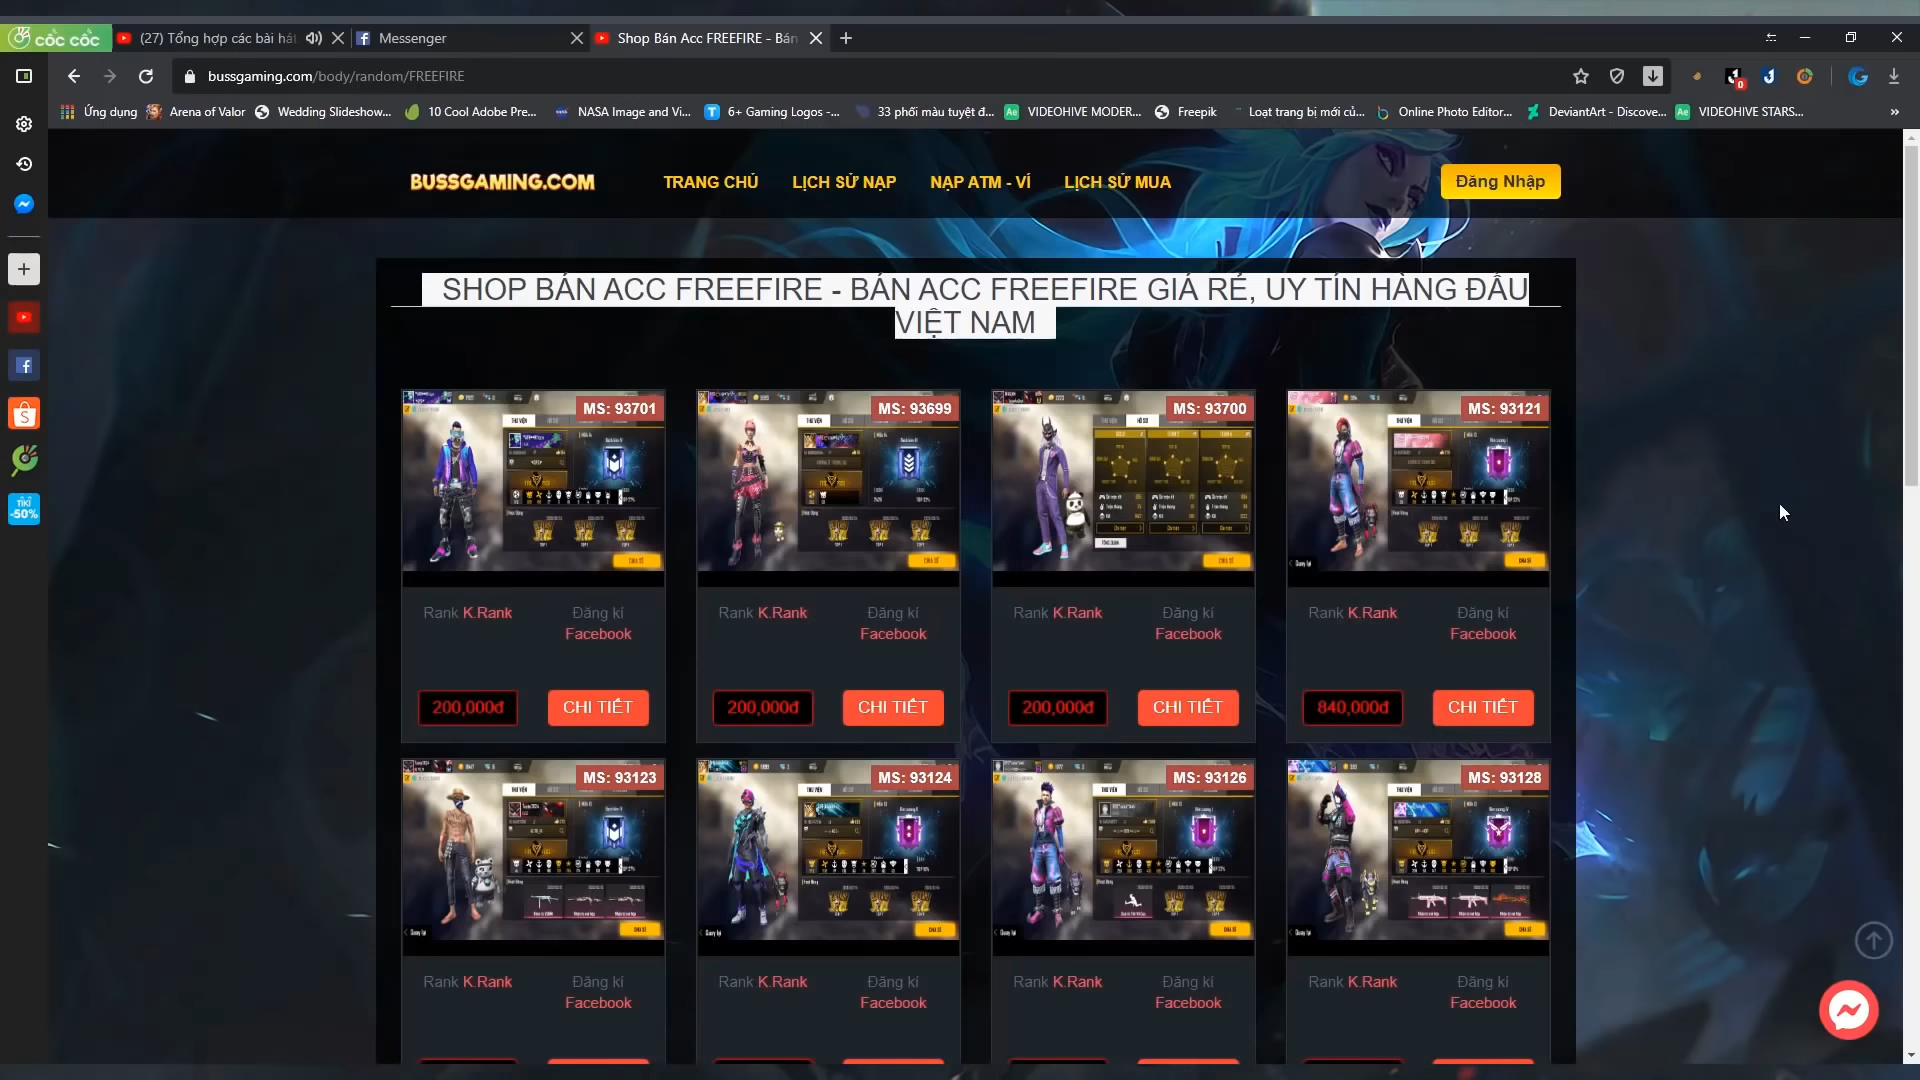 cốc cốc
(27) Tổng hợp các bài hát
Messenger
Shop Bán Acc FREEFIRE - Bán
bussgaming.com/body/random/FREEFIRE
Ứng dụng
Arena of Valor
Wedding Slideshow...
10 Cool Adobe Pre...
NASA Image and Vi...
6+ Gaming Logos -...
33 phối màu tuyệt đ...
VIDEOHIVE MODER...
Freepik
Loạt trang bị mới củ...
Online Photo Editor...
DeviantArt - Discove...
VIDEOHIVE STARS...
BUSSGAMING.COM
TRANG CHỦ
LỊCH SỬ NẠP
NẠP ATM - VÍ
LỊCH SỬ MUA
Đăng Nhập
TIKI
-50%
SHOP BÁN ACC FREEFIRE - BÁN ACC FREEFIRE GIÁ RẺ, UY TÍN HÀNG ĐẦU
VIỆT NAM
MS: 93701
MS: 93699
MS: 93700
MS: 93121
Rank K.Rank
Đăng kí
Facebook
Rank K.Rank
Đăng kí
Facebook
Rank K.Rank
Đăng kí
Facebook
Rank K.Rank
Đăng kí
Facebook
200,000đ
CHI TIẾT
200,000đ
CHI TIẾT
200,000đ
CHI TIẾT
840,000đ
CHI TIẾT
MS: 93123
MS: 93124
MS: 93126
MS: 93128
Rank K.Rank
Đăng kí
Facebook
Rank K.Rank
Đăng kí
Facebook
Rank K.Rank
Đăng kí
Facebook
Rank K.Rank
Đăng kí
Facebook